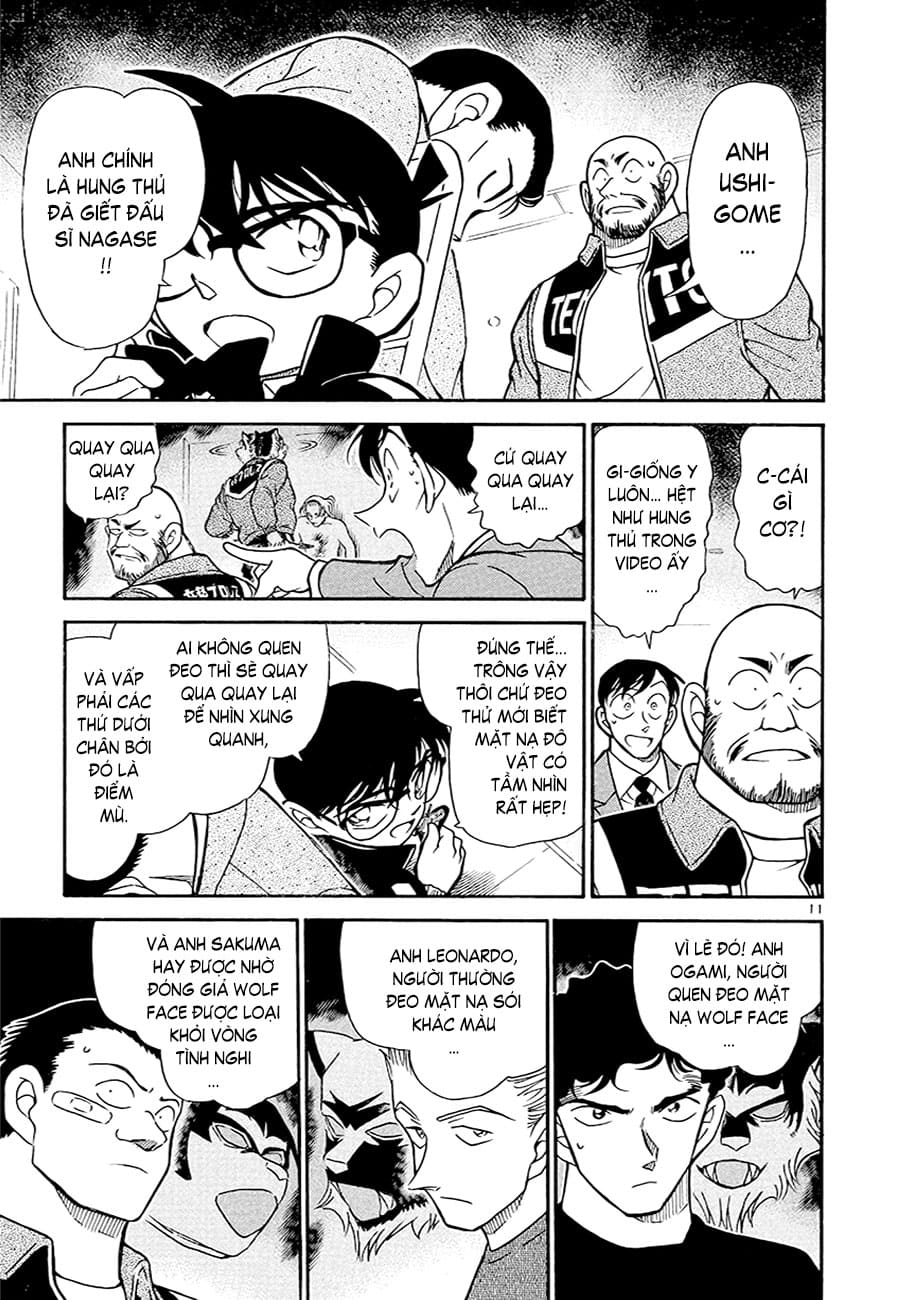 ANH
USHI-
GOME
...
ANH CHÍNH
LÀ HUNG THỦ
ĐÃ GIẾT ĐẤU
SĨ NAGASE
!!
C-CÁI
GÌ
CƠ?!
GI-GIỐNG Y
LUÔN... HỆT
NHƯ HUNG
THỦ TRONG
VIDEO ẤY
...
CỨ QUAY
QUA QUAY
LẠI...
QUAY QUA
QUAY
LẠI?
ĐÚNG THẾ...
TRÔNG VẬY
THÔI CHỨ ĐEO
THỬ MỚI BIẾT
MẶT NẠ ĐÔ
VẬT CÓ
TẦM NHÌN
RẤT HẸP!
AI KHÔNG QUEN
ĐEO THÌ SẼ QUAY
QUA QUAY LẠI
ĐỂ NHÌN XUNG
QUANH,
VÀ VẤP
PHẢI CÁC
THỨ DƯỚI
CHÂN BỞI
ĐÓ LÀ
ĐIỂM
MÙ.
11
VÌ LẼ ĐÓ! ANH
OGAMI, NGƯỜI
QUEN ĐEO MẶT
NẠ WOLF FACE
ANH LEONARDO,
NGƯỜI THƯỜNG
ĐEO MẶT NẠ SÓI
KHÁC MÀU
...
VÀ ANH SAKUMA
HAY ĐƯỢC NHỜ
ĐÓNG GIẢ WOLF
FACE ĐƯỢC LOẠI
KHỎI VÒNG
TÌNH NGHI
...